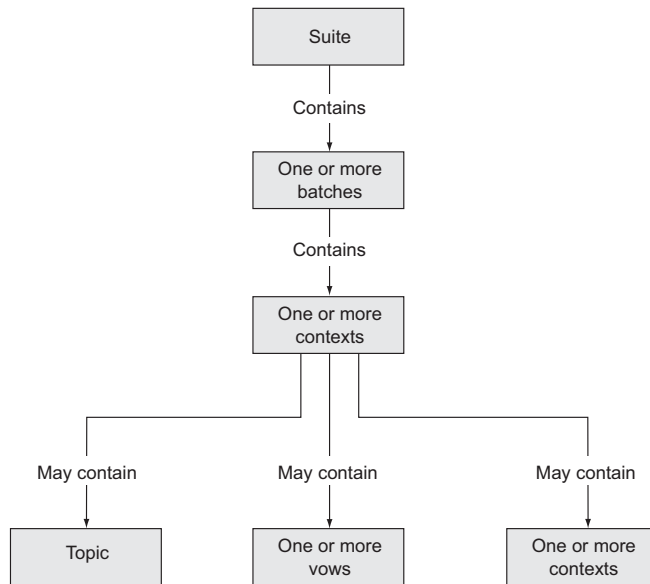 Suite
Contains
One or more
batches
Contains
One or more
contexts
May contain
May contain
May contain
Topic
One or more
vows
One or more
contexts